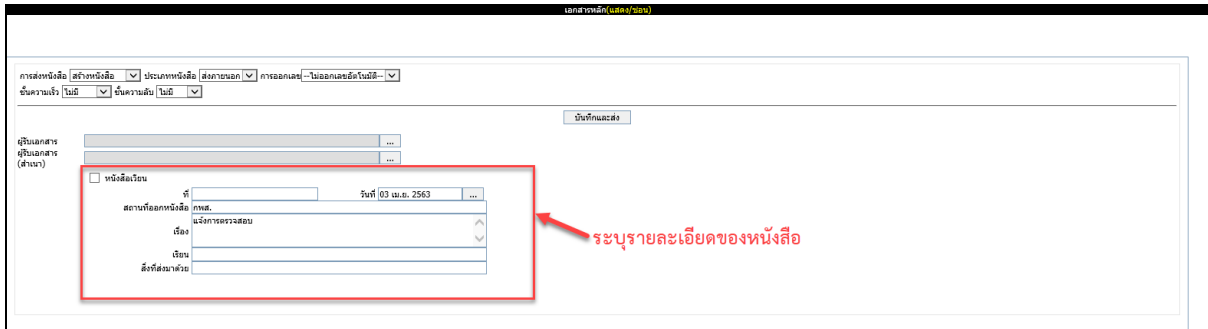 เอกสารหลัก(แสดง/ซ่อน)
การส่งหนังสือ สร้างหนังสือ ประเภทหนังสือ ส่งภายนอก การออกเลข --ไม่ออกเลขอัตโนมัติ--
ชั้นความเร็ว ไม่มี ชั้นความลับ ไม่มี
บันทึกและส่ง
ผู้รับเอกสาร ...
ผู้รับเอกสาร
(สำเนา) ...
หนังสือเวียน
ที่ วันที่ 03 เม.ย. 2563 ...
สถานที่ออกหนังสือ กพส.
เรื่อง แจ้งการตรวจสอบ
เรียน
สิ่งที่ส่งมาด้วย
ระบุรายละเอียดของหนังสือ